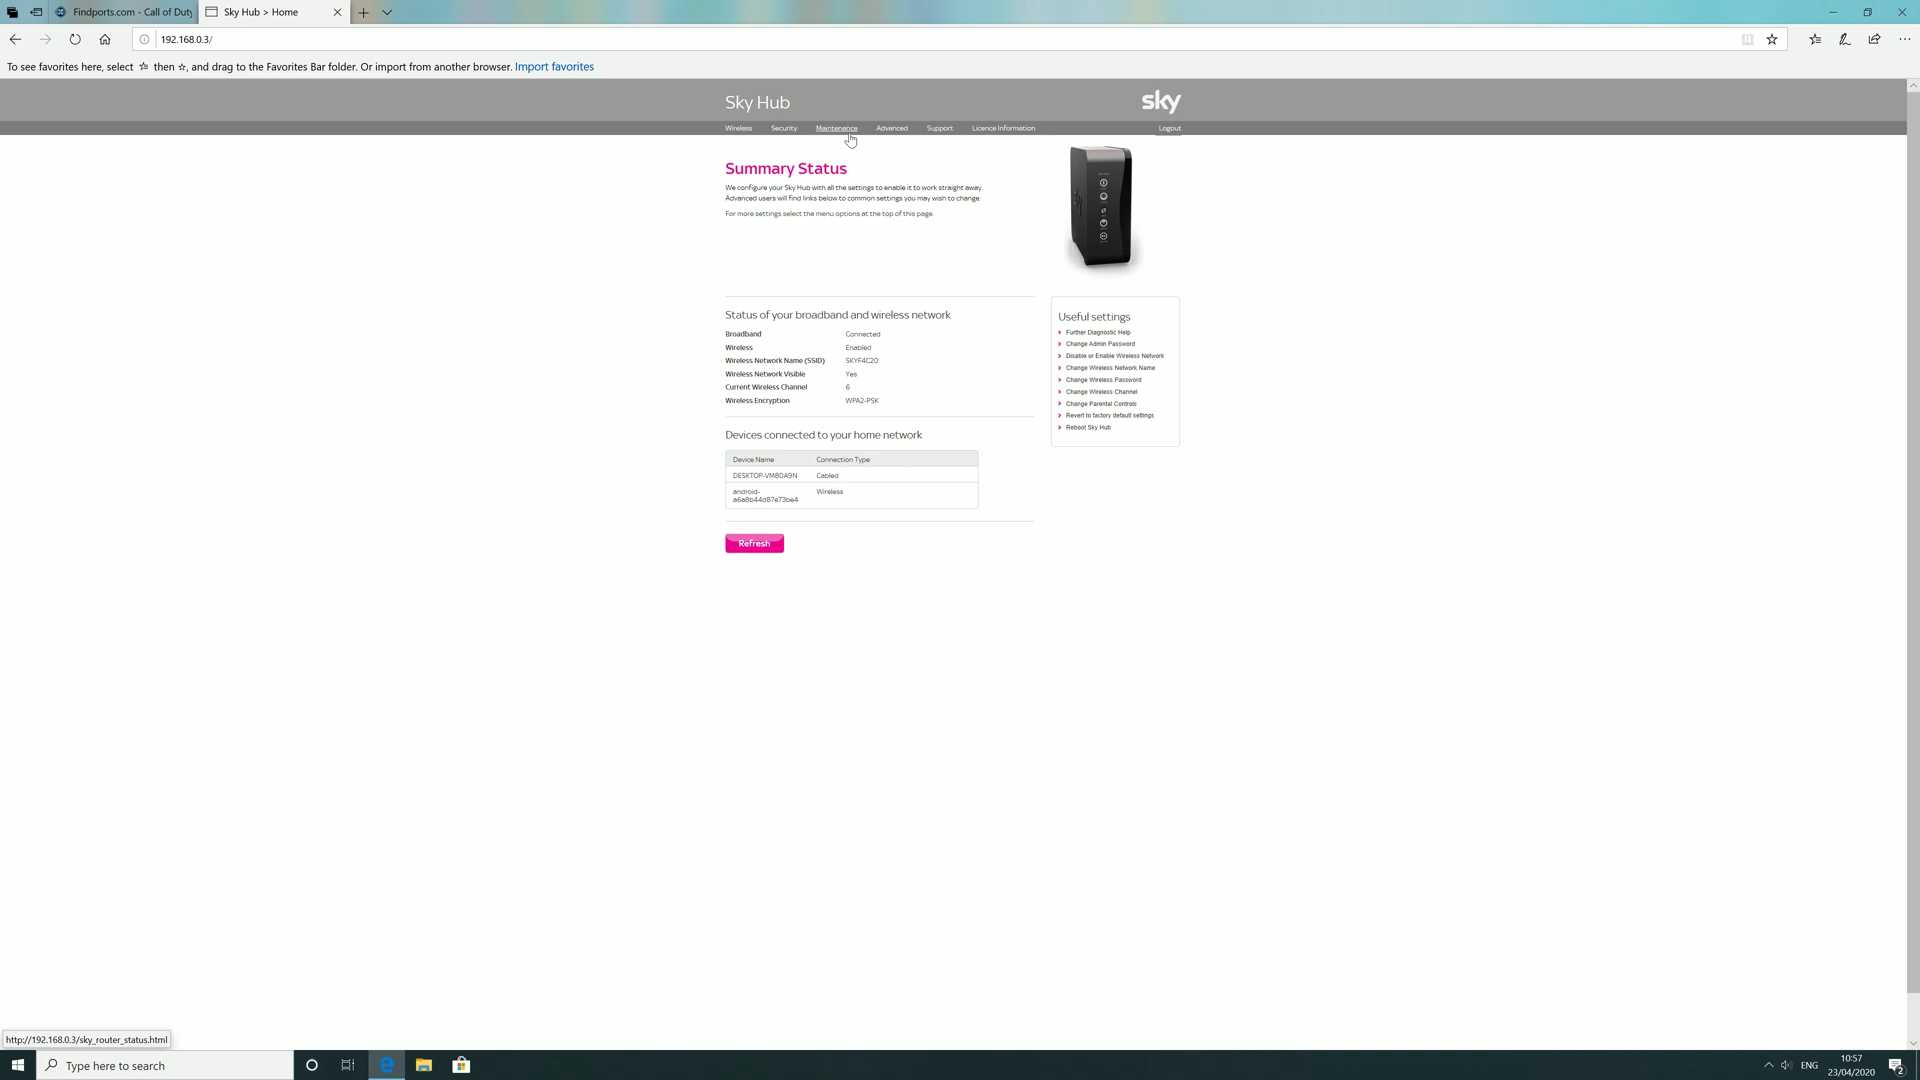 Findports.com - Call of Duty
Sky Hub > Home
192.168.0.3/
To see favorites here, select then ☆, and drag to the Favorites Bar folder. Or import from another browser. Import favorites
Sky Hub
sky
Wireless Security Maintenance Advanced Support Licence Information Logout
Summary Status
We configure your Sky Hub with all the settings to enable it to work straight away.
Advanced users will find links below to common settings you may wish to change.
For more settings select the menu options at the top of this page.
Status of your broadband and wireless network
Broadband Connected
Wireless Enabled
Wireless Network Name (SSID) SKYF4C20
Wireless Network Visible Yes
Current Wireless Channel 6
Wireless Encryption WPA2-PSK
Useful settings
Further Diagnostic Help
Change Admin Password
Disable or Enable Wireless Network
Change Wireless Network Name
Change Wireless Password
Change Wireless Channel
Change Parental Controls
Revert to factory default settings
Reboot Sky Hub
Devices connected to your home network
Device Name Connection Type
DESKTOP-VM80A9N Cabled
android-
a6a8b44d87e73be4 Wireless
Refresh
http://192.168.0.3/sky_router_status.html
Type here to search
ENG
10:57
23/04/2020
2